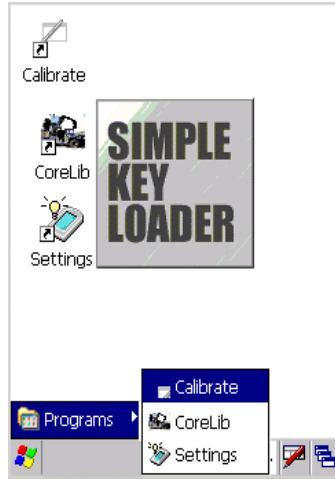 Calibrate
CoreLib
Settings
SIMPLE
KEY
LOADER
Programs
Calibrate
CoreLib
Settings